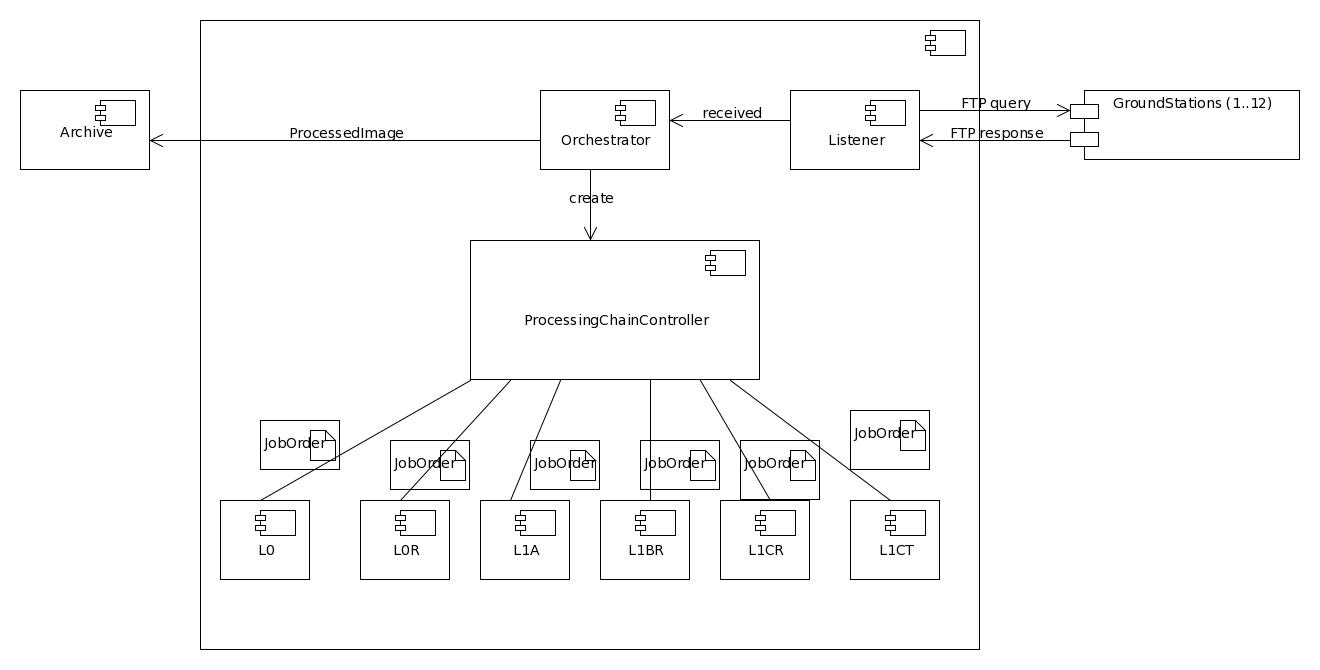 FTP query
GroundStations (1..12)
Archive
ProcessedImage
Orchestrator
received
Listener
FTP response
create
ProcessingChainController
JobOrder
JobOrder
JobOrder
JobOrder
JobOrder
JobOrder
L0
L0R
L1A
L1BR
L1CR
L1CT